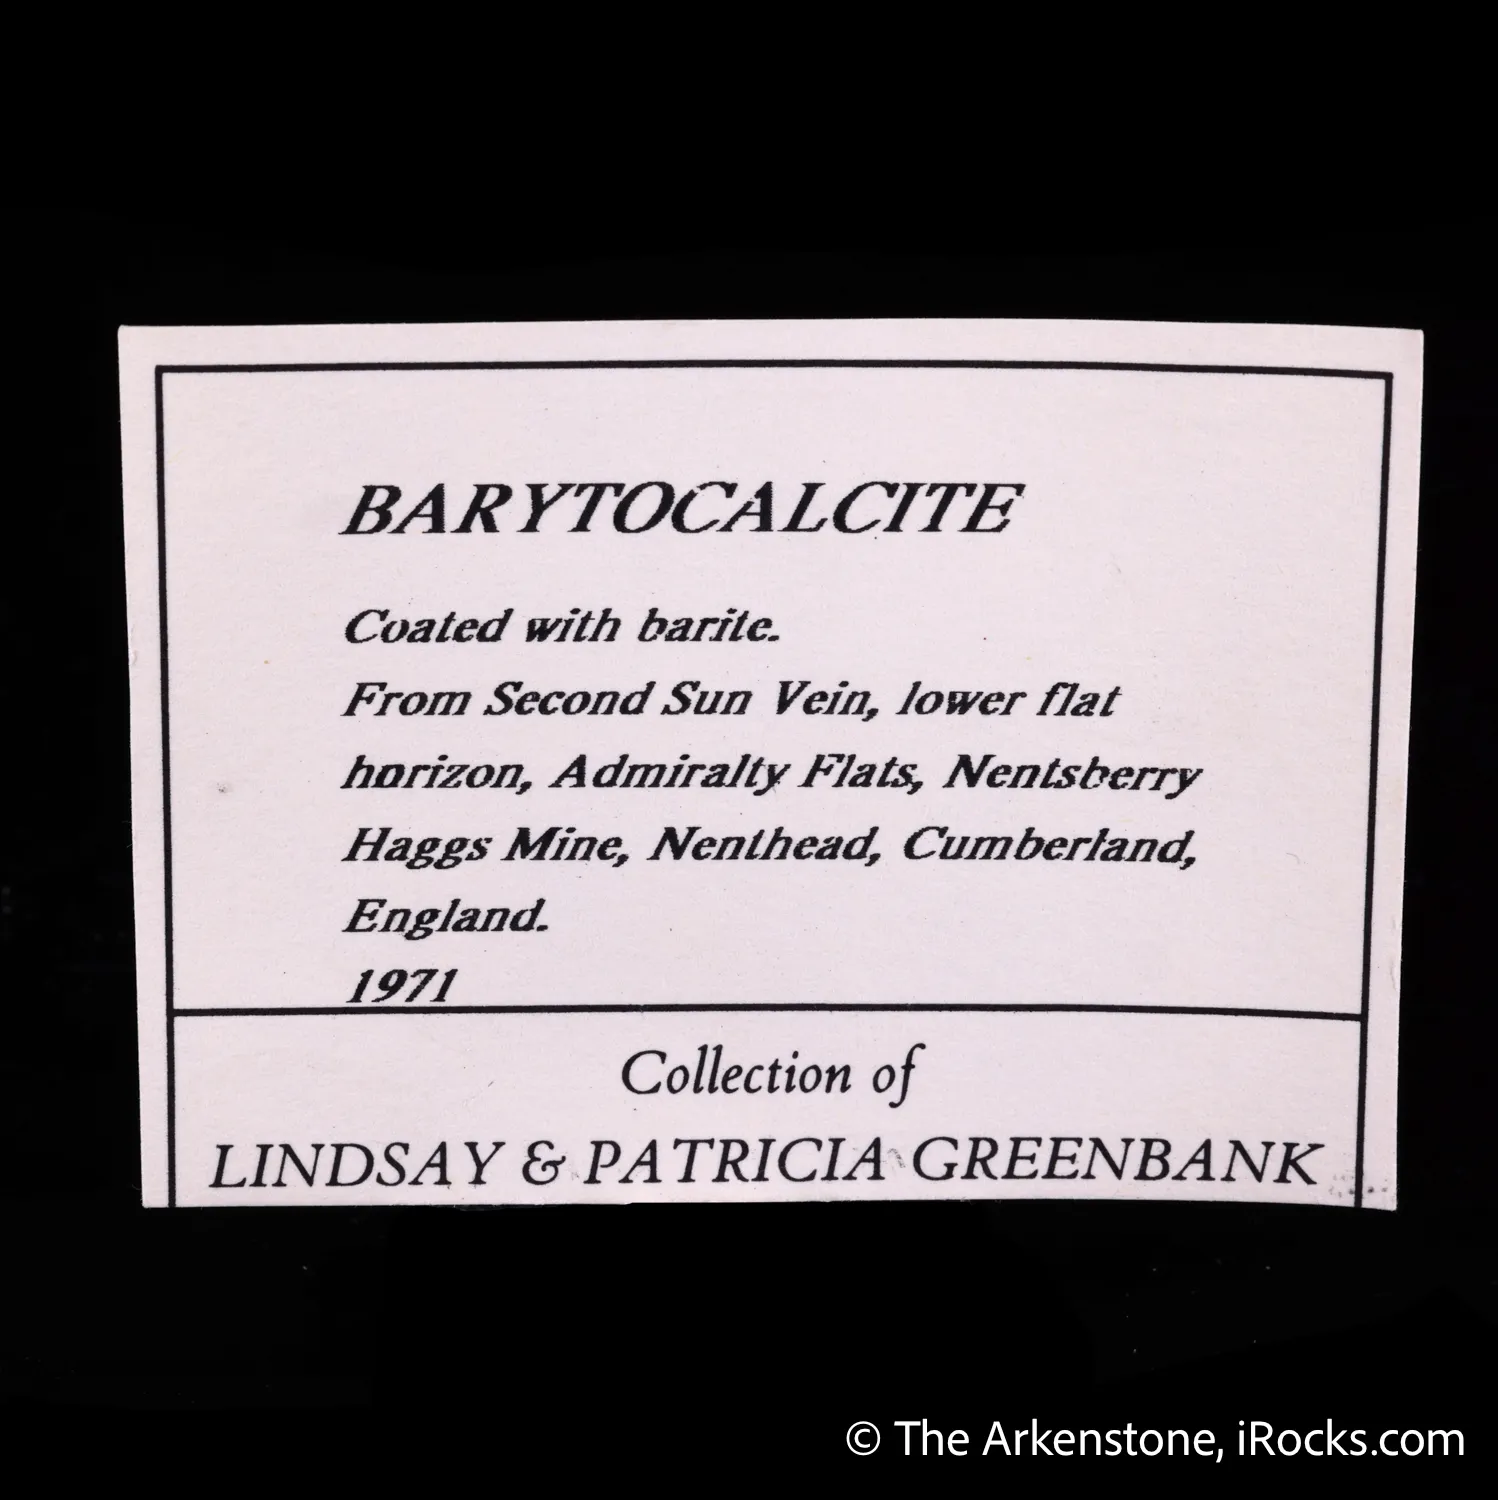 BARYTOCALCITE
Coated with barite.
From Second Sun Vein, lower flat
horizon, Admiralty Flats, Nentsberry
Haggs Mine, Nenthead, Cumberland,
England.
1971
Collection of
LINDSAY & PATRICIA GREENBANK
© The Arkenstone, iRocks.com